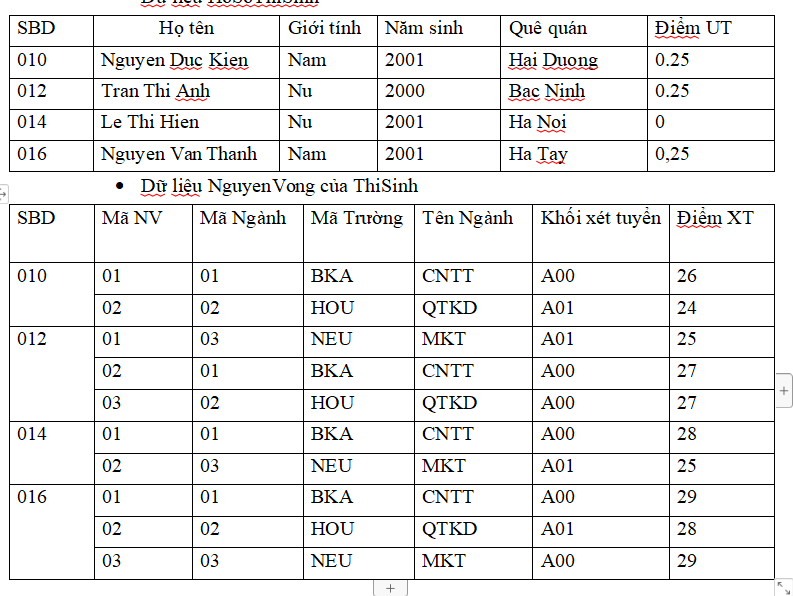 Dữ liệu HoSoThiSinh
SBD Họ tên Giới tính Năm sinh Quê quán Điểm UT
010 Nguyen Duc Kien Nam 2001 Hai Duong 0.25
012 Tran Thi Anh Nu 2000 Bac Ninh 0.25
014 Le Thi Hien Nu 2001 Ha Noi 0
016 Nguyen Van Thanh Nam 2001 Ha Tay 0,25
• Dữ liệu NguyenVong của ThiSinh
SBD Mã NV Mã Ngành Mã Trường Tên Ngành Khối xét tuyển Điểm XT
010 01 01 BKA CNTT A00 26
02 02 HOU QTKD A01 24
012 01 03 NEU MKT A01 25
02 01 BKA CNTT A00 27
03 02 HOU QTKD A00 27
014 01 01 BKA CNTT A00 28
02 03 NEU MKT A01 25
016 01 01 BKA CNTT A00 29
02 02 HOU QTKD A01 28
03 03 NEU MKT A00 29